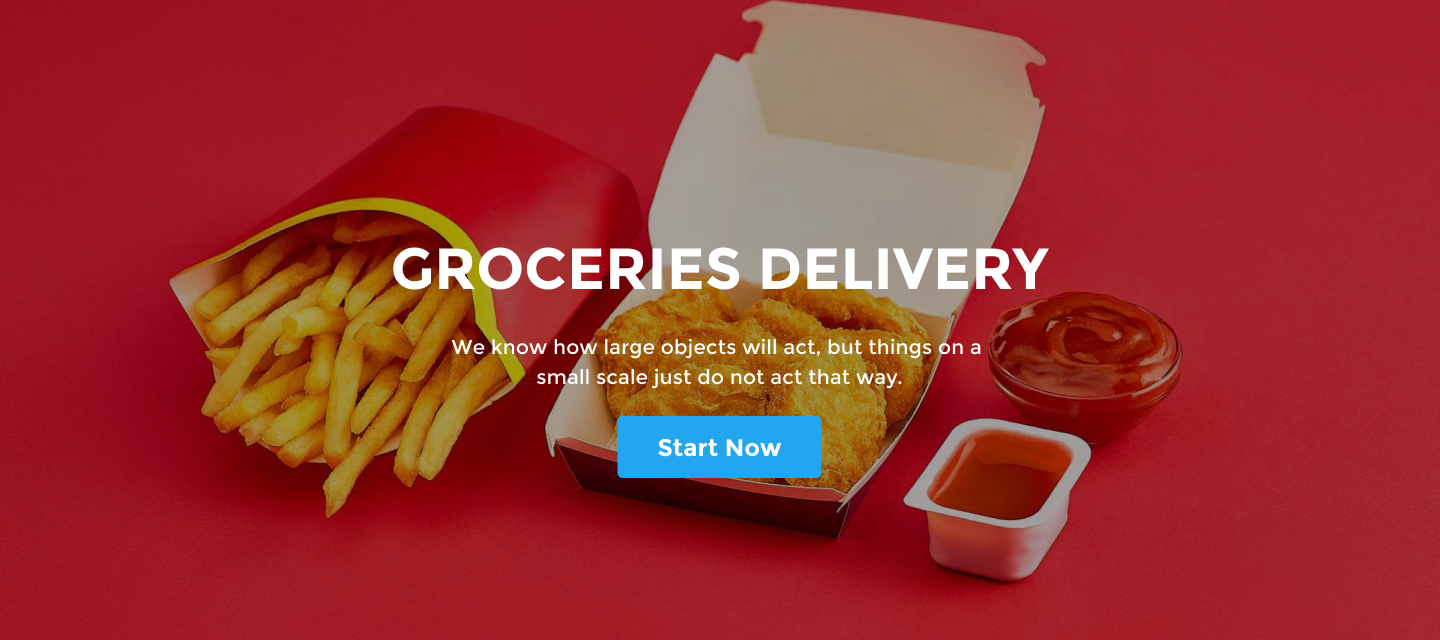 GROCERIES DELIVERY
We know how large objects will act, but things on a
small scale just do not act that way.
Start Now